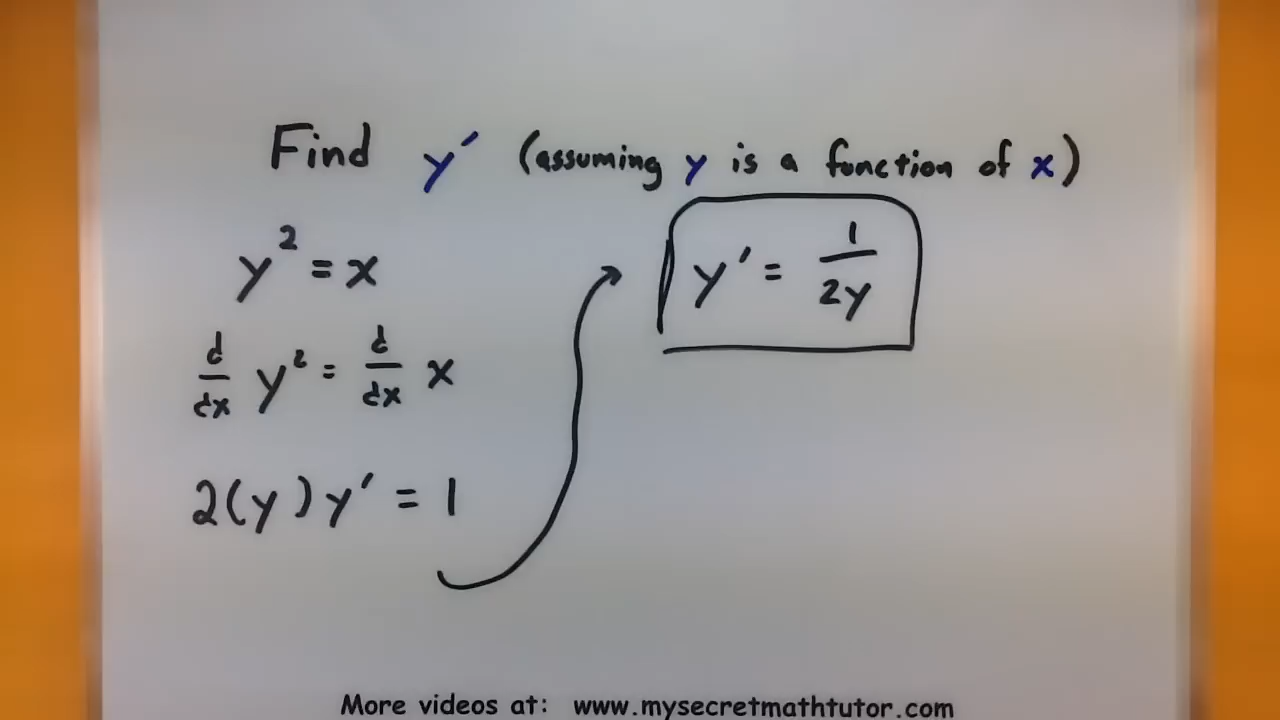 Find y′ (assuming y is a function of x)
y² = x
d/dx y² = d/dx x
2(y)y′ = 1
y′ = 1/2y
More videos at: www.mysecretmathtutor.com